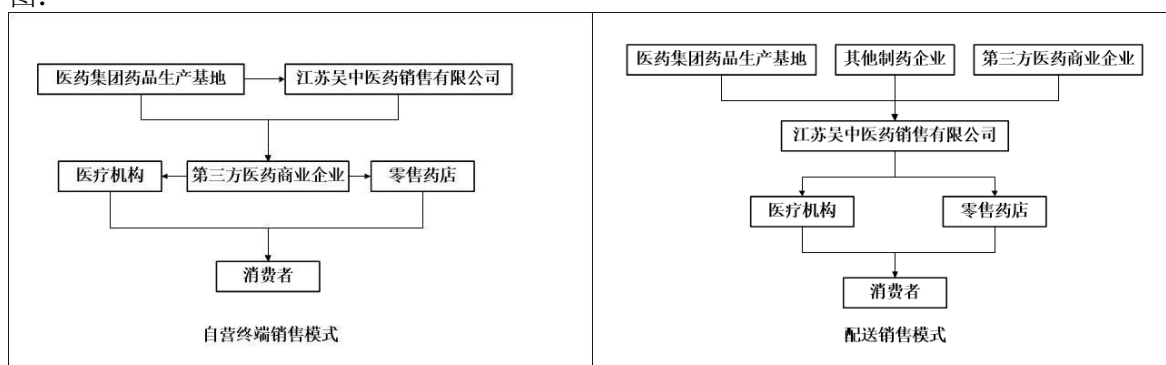 图：
医药集团药品生产基地
江苏吴中医药销售有限公司
医疗机构
第三方医药商业企业
零售药店
消费者
自营终端销售模式
医药集团药品生产基地
其他制药企业
第三方医药商业企业
江苏吴中医药销售有限公司
医疗机构
零售药店
消费者
配送销售模式